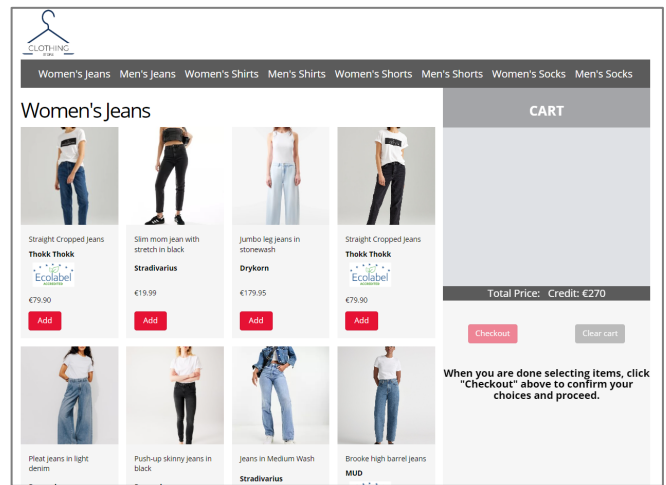 CLOTHING
STORE
Women's Jeans Men's Jeans Women's Shirts Men's Shirts Women's Shorts Men's Shorts Women's Socks Men's Socks
Women's Jeans
CART
Straight Cropped Jeans
Thokk Thokk
Ecolabel
€79.90
Add
Slim mom jean with
stretch in black
Stradivarius
€19.99
Add
Jumbo leg jeans in
stonewash
Drykorn
€179.95
Add
Straight Cropped Jeans
Thokk Thokk
Ecolabel
€79.90
Add
Total Price: Credit: €270
Checkout
Clear cart
When you are done selecting items, click
"Checkout" above to confirm your
choices and proceed.
Pleat jeans in light
denim
Push-up skinny jeans in
black
Jeans in Medium Wash
Stradivarius
Brooke high barrel jeans
MUD